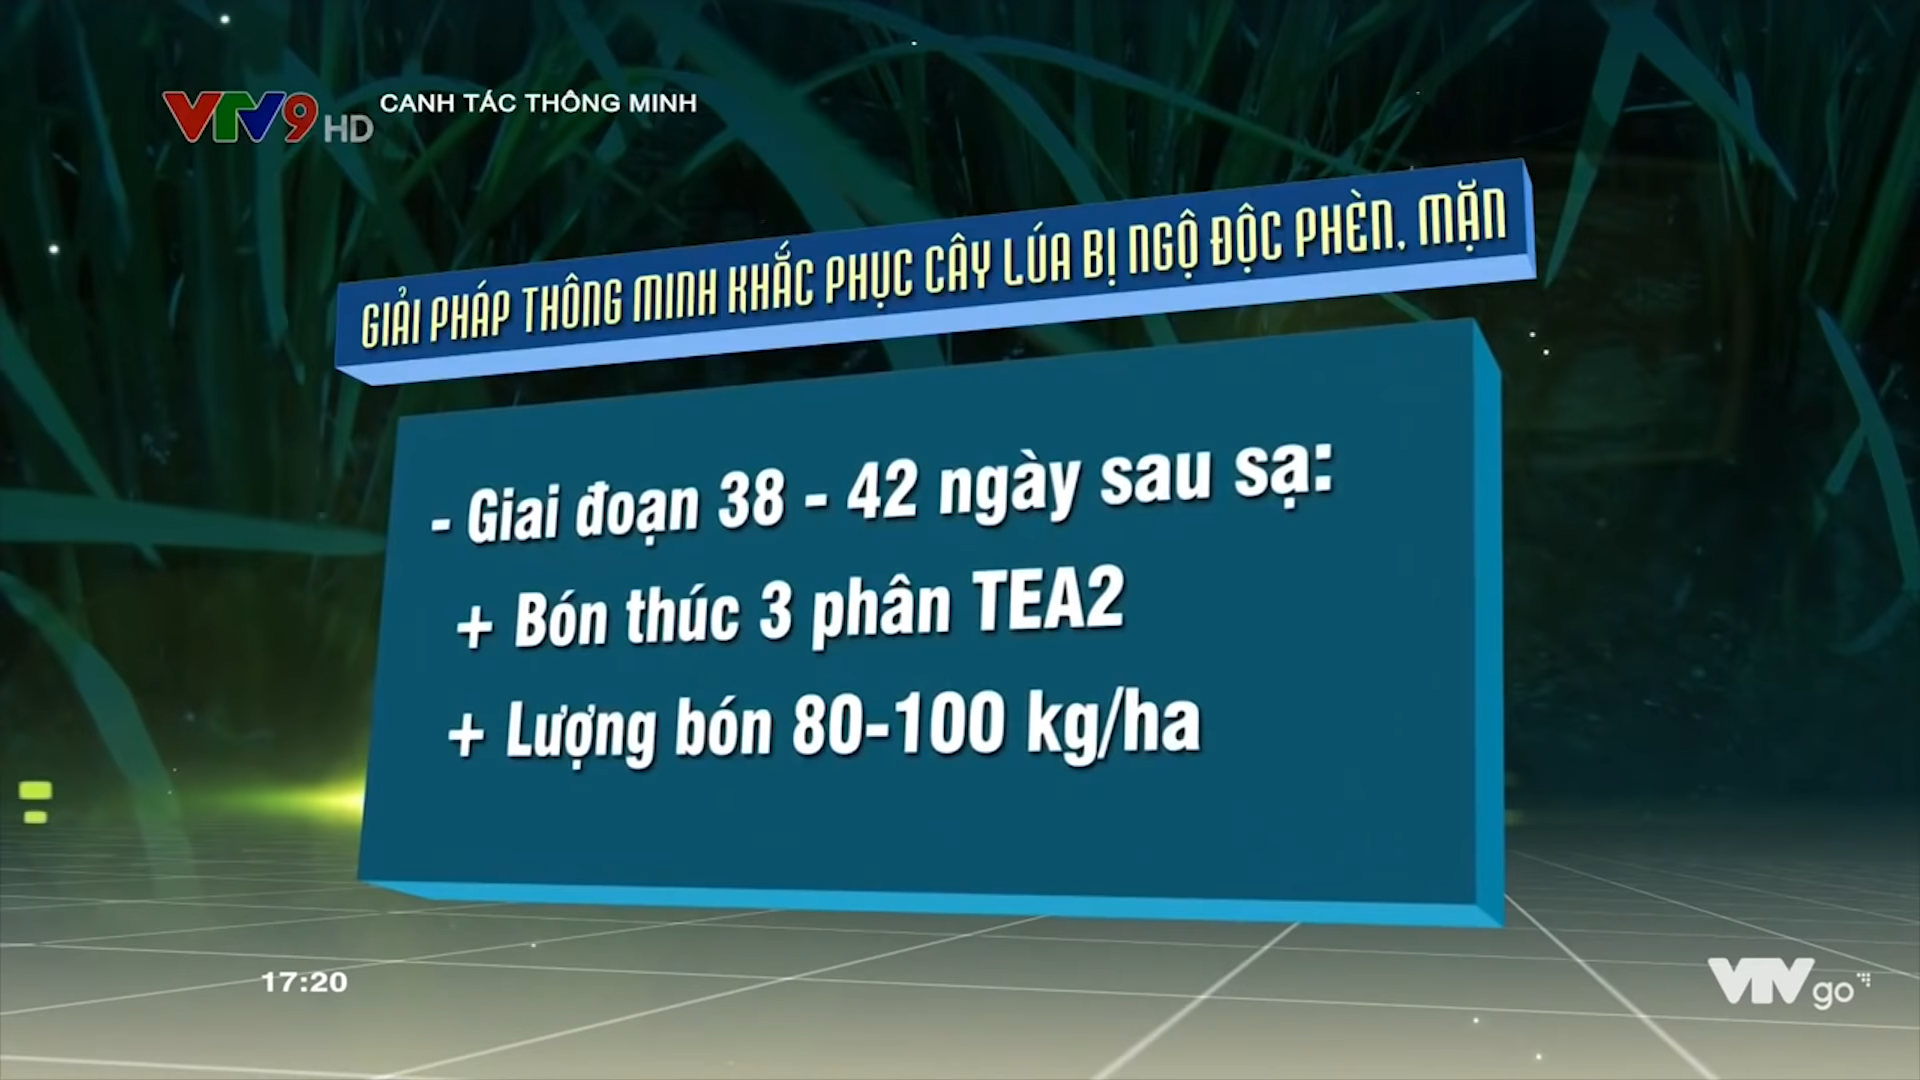 VTV9 HD
CANH TÁC THÔNG MINH
GIẢI PHÁP THÔNG MINH KHẮC PHỤC CÂY LÚA BỊ NGỘ ĐỘC PHÈN, MẶN
- Giai đoạn 38 - 42 ngày sau sạ:
+ Bón thúc 3 phân TEA2
+ Lượng bón 80-100 kg/ha
17:20
VTV go